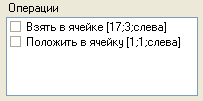 Операции
Взять в ячейке [17;3;слева]
Положить в ячейку [1;1;слева]